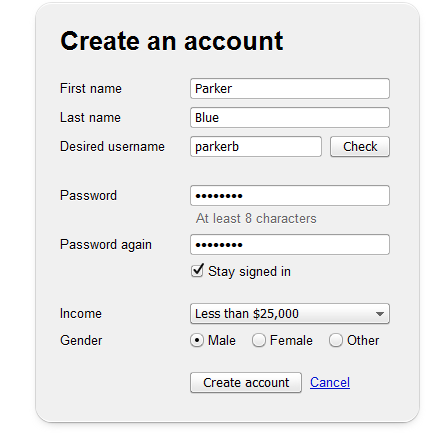 Create an account
First name Parker
Last name Blue
Desired username parkerb Check
Password ••••••••
At least 8 characters
Password again ••••••••
Stay signed in
Income Less than $25,000
Gender Male Female Other
Create account Cancel